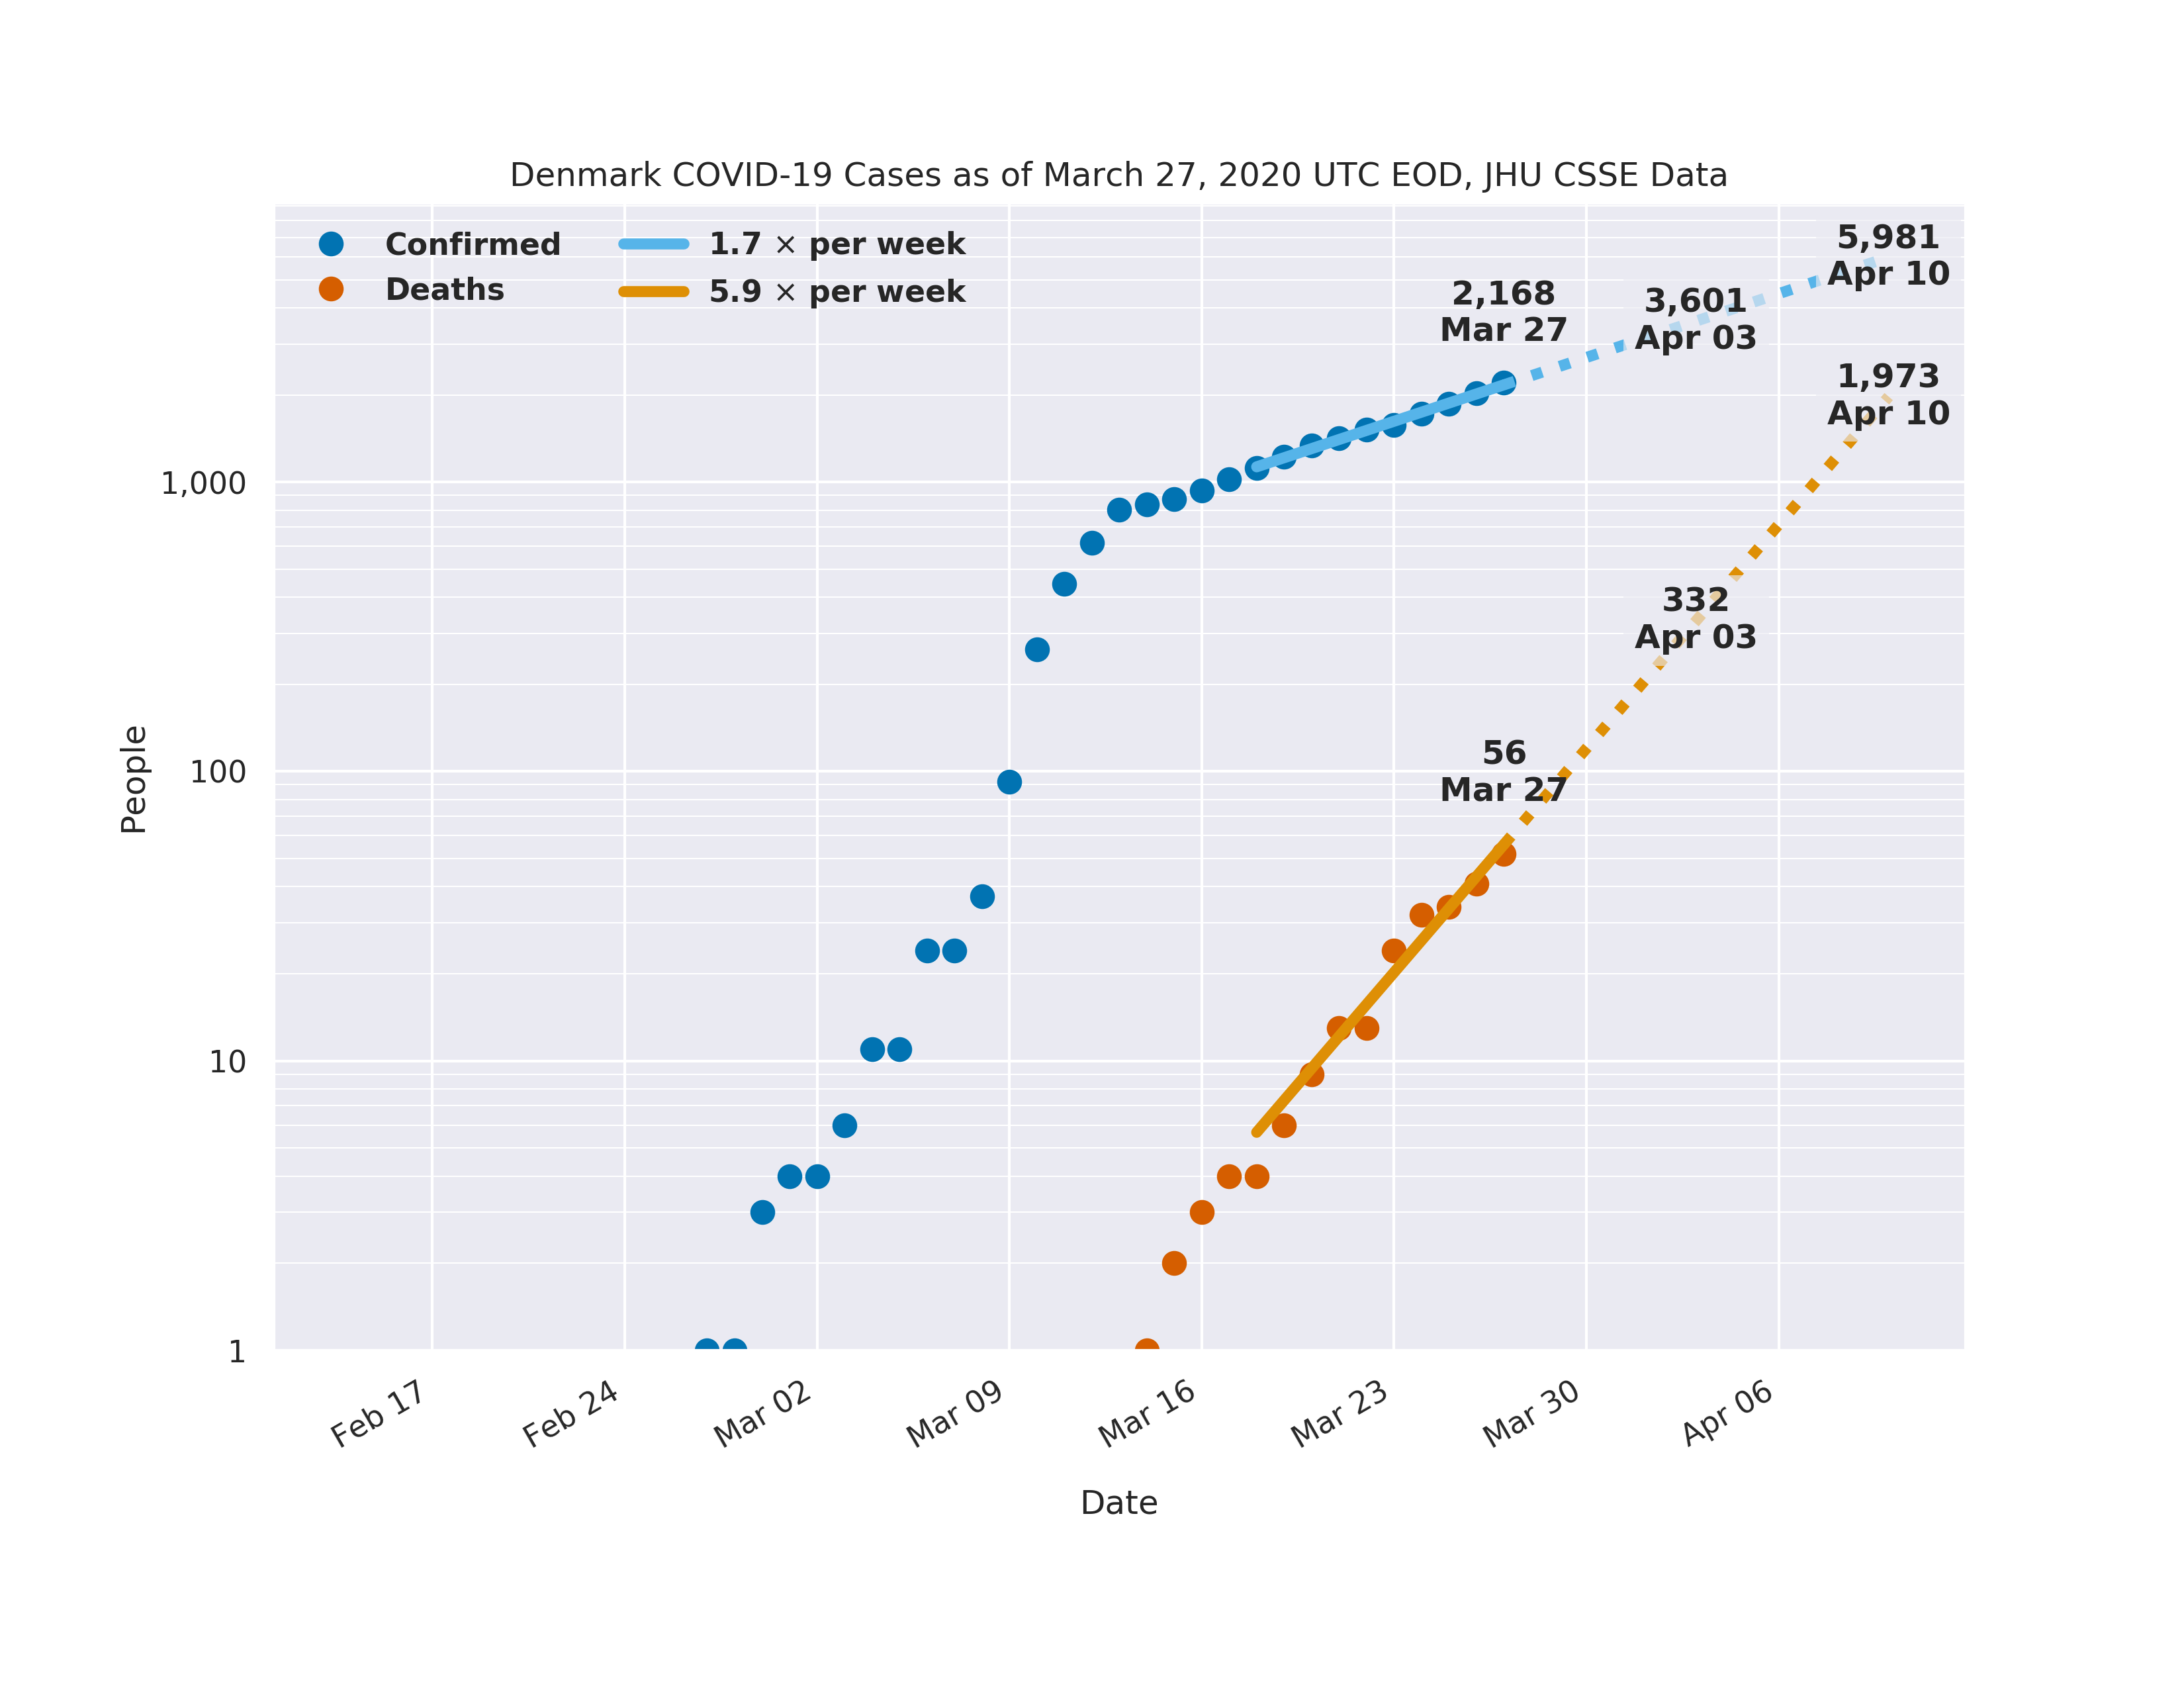 Denmark COVID-19 Cases as of March 27, 2020 UTC EOD, JHU CSSE Data
Confirmed
Deaths
1.7 × per week
5.9 × per week
5,981
Apr 10
2,168
Mar 27
3,601
Apr 03
1,973
Apr 10
332
Apr 03
56
Mar 27
People
1,000
100
10
1
Feb 17
Feb 24
Mar 02
Mar 09
Mar 16
Mar 23
Mar 30
Apr 06
Date